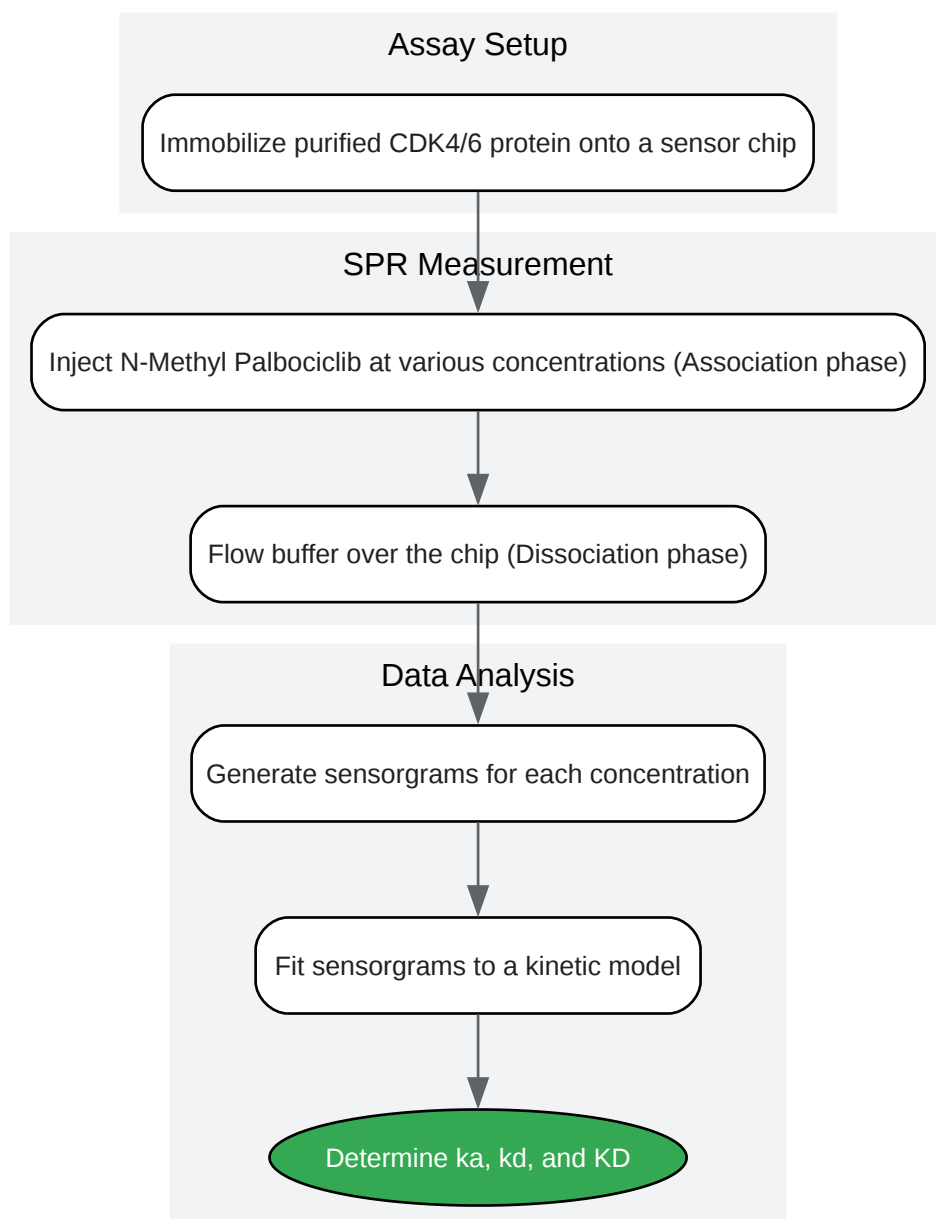 Assay Setup
Immobilize purified CDK4/6 protein onto a sensor chip
SPR Measurement
Inject N-Methyl Palbociclib at various concentrations (Association phase)
Flow buffer over the chip (Dissociation phase)
Data Analysis
Generate sensorgrams for each concentration
Fit sensorgrams to a kinetic model
Determine ka, kd, and KD